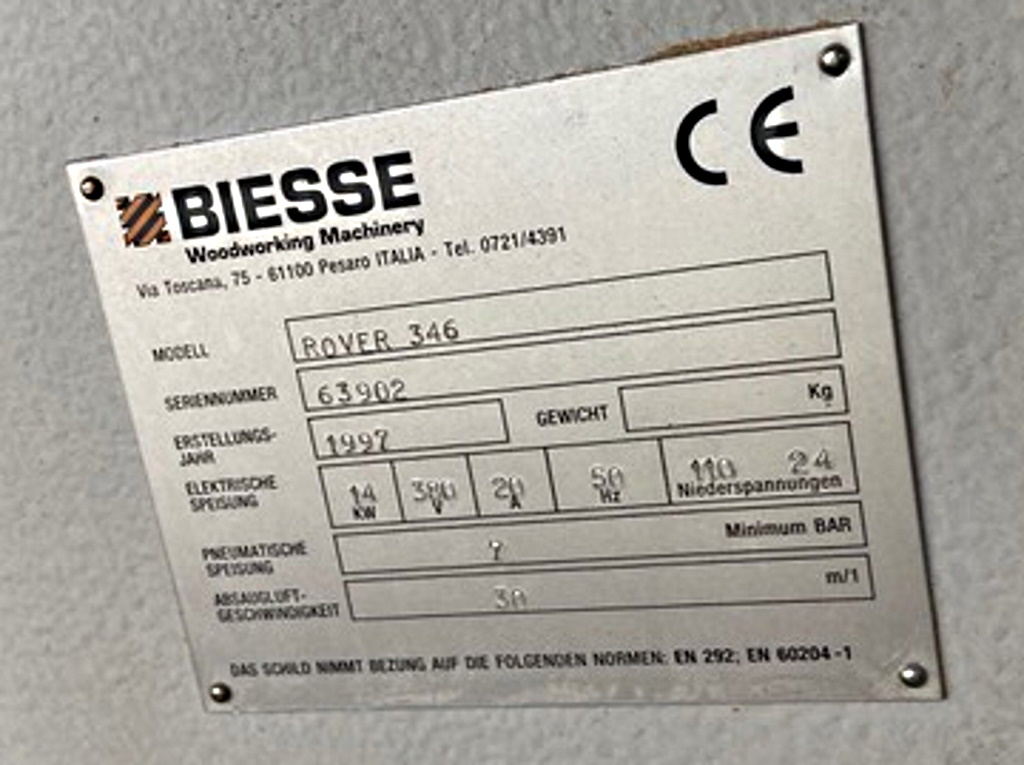 CE
BIESSE
Woodworking Machinery
Via Toscana, 75 - 61100 Pesaro ITALIA - Tel. 0721/4391
MODELL ROVER 346
SERIENNUMMER 63902
ERSTELLUNGS-
JAHR 1997 GEWICHT Kg
ELEKTRISCHE
SPEISUNG 14 KW 380 V 20 A 50 Hz 110 24 Niederspannungen
PNEUMATISCHE
SPEISUNG 7 Minimum BAR
ABSAUGLUFT-
GESCHWINDIGKEIT 30 m/1
DAS SCHILD NIMMT BEZUNG AUF DIE FOLGENDEN NORMEN: EN 292; EN 60204-1